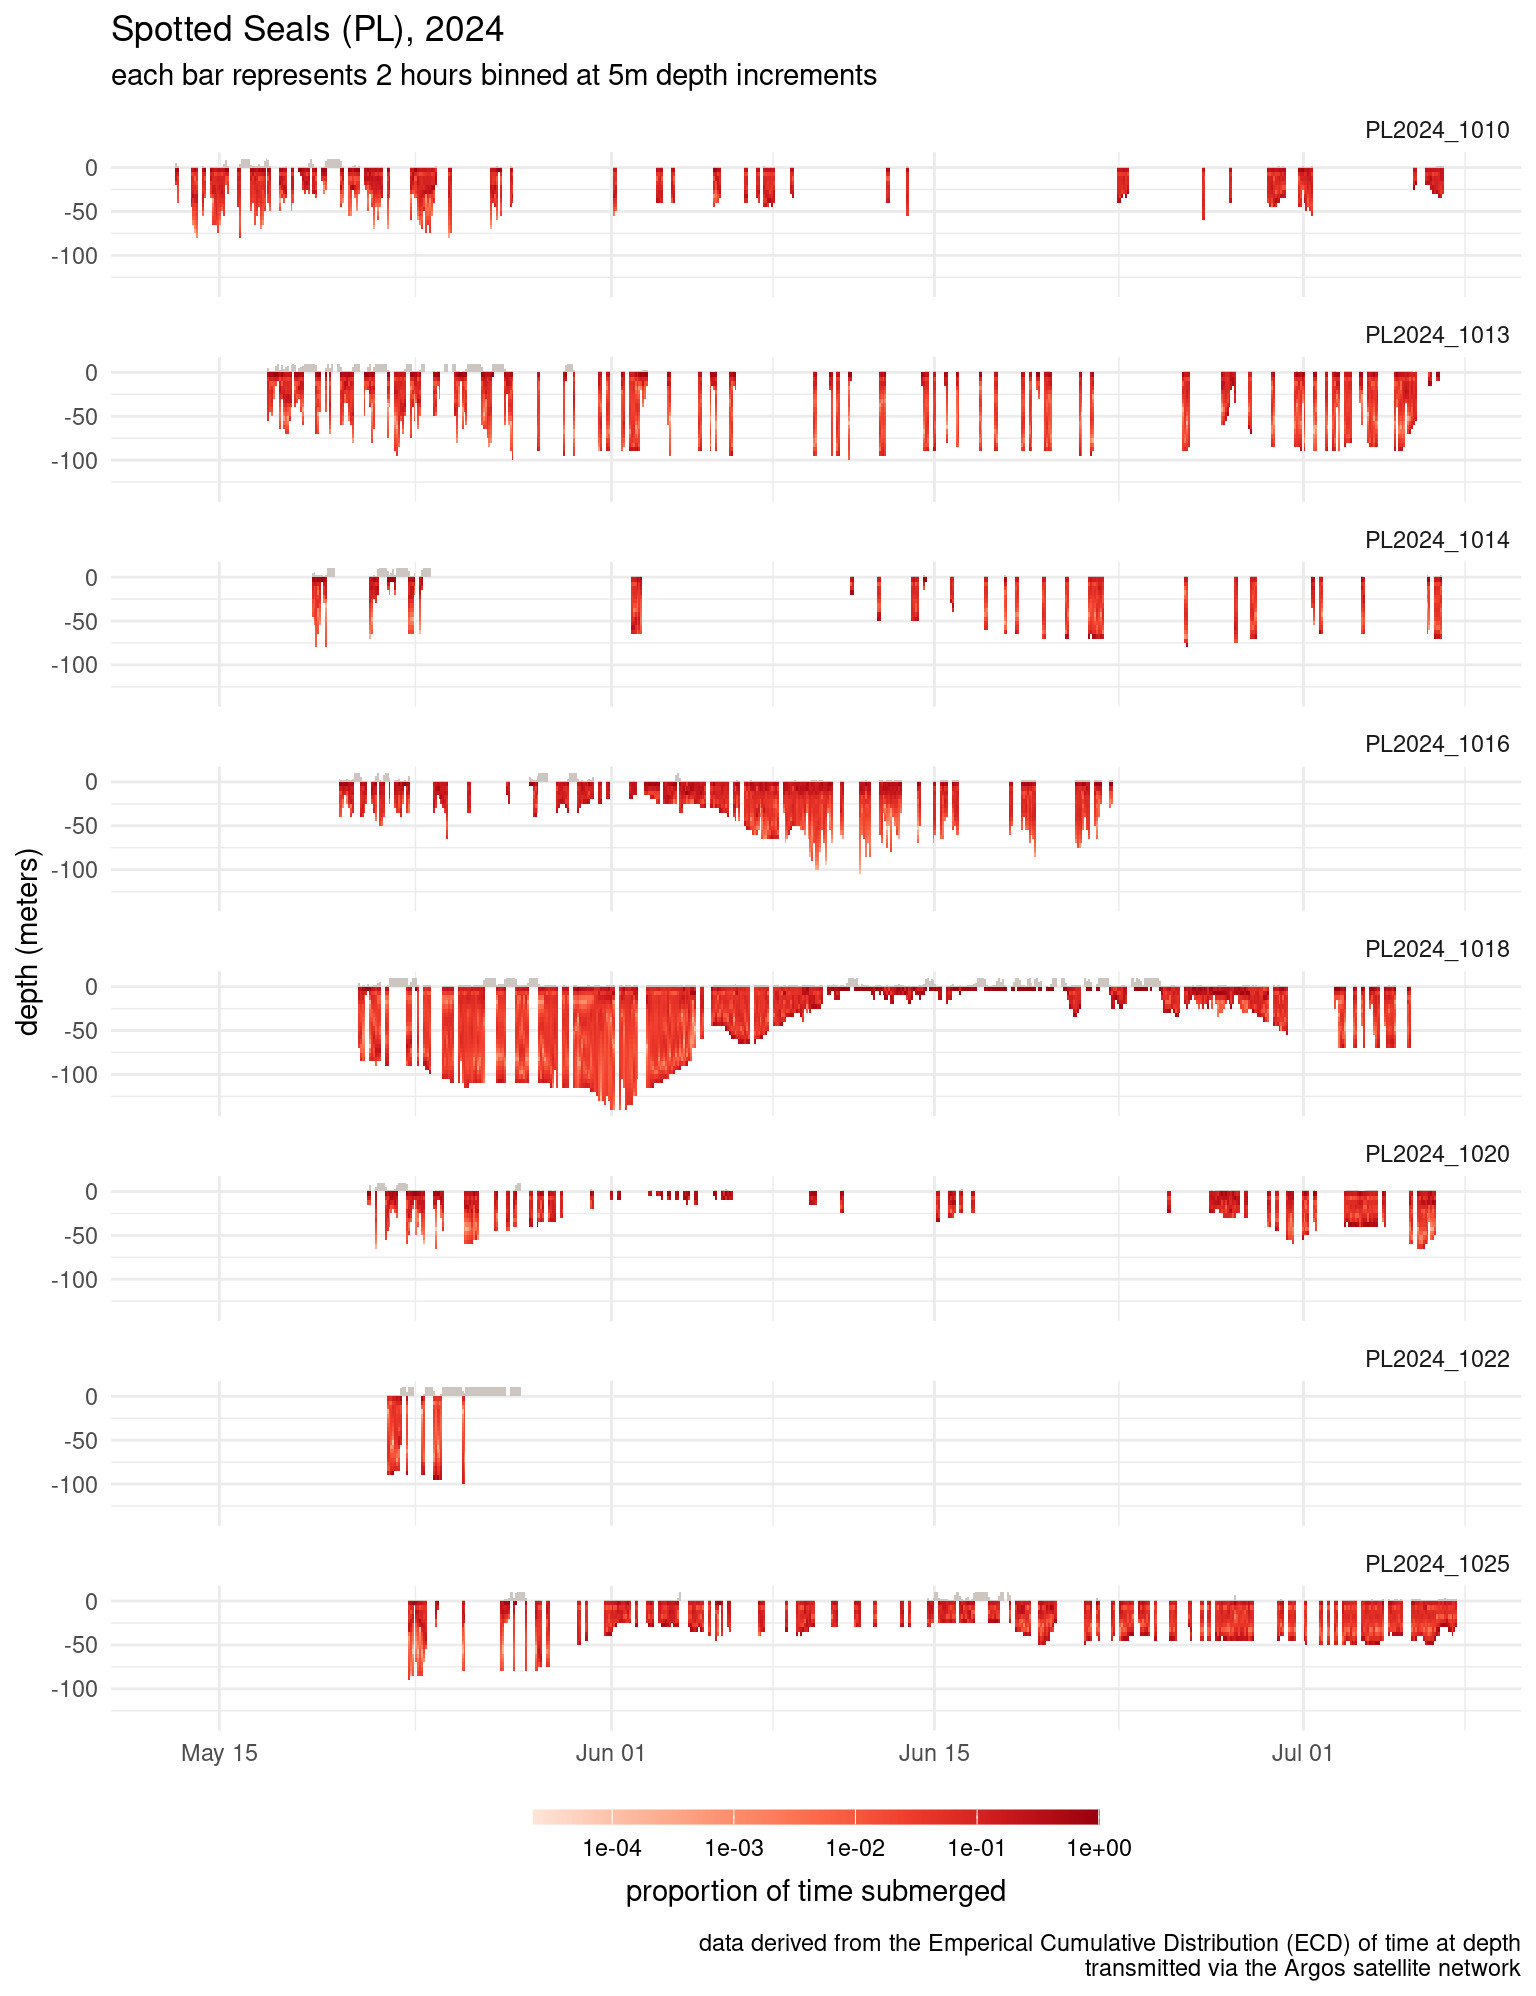 Spotted Seals (PL), 2024
each bar represents 2 hours binned at 5m depth increments
PL2024_1010
0
-50
-100
PL2024_1013
0
-50
-100
PL2024_1014
0
-50
-100
PL2024_1016
0
-50
-100
depth (meters)
PL2024_1018
0
-50
-100
PL2024_1020
0
-50
-100
PL2024_1022
0
-50
-100
PL2024_1025
0
-50
-100
May 15 Jun 01 Jun 15 Jul 01
1e-04 1e-03 1e-02 1e-01 1e+00
proportion of time submerged
data derived from the Emperical Cumulative Distribution (ECD) of time at depth
transmitted via the Argos satellite network